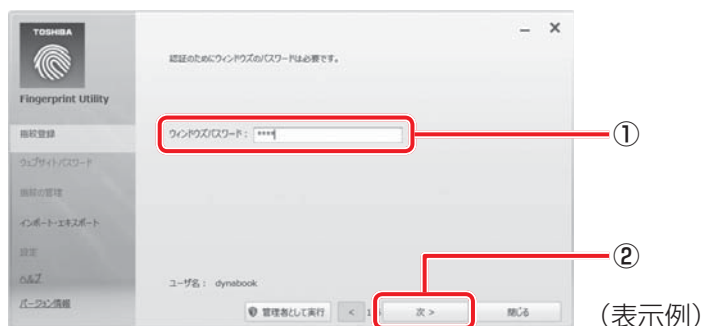 TOSHIBA
Fingerprint Utility
認証のためにウィンドウズのパスワードは必要です。
指紋登録
ウィンドウズパスワード： ****
①
ウェブサイトパスワード
指紋の管理
インポート・エキスポート
設定
②
ヘルプ
ユーザ名： dynabook
バージョン情報
管理者として実行
<
次 >
閉じる
（表示例）